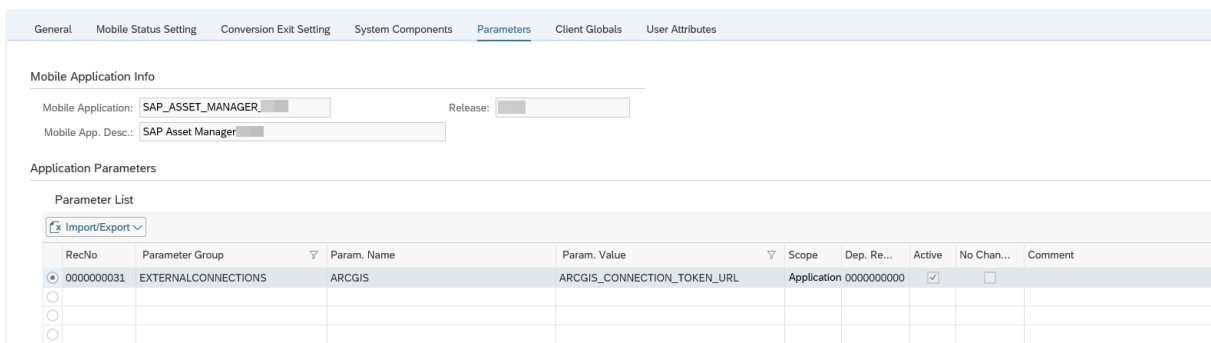 General Mobile Status Setting Conversion Exit Setting System Components Parameters Client Globals User Attributes
Mobile Application Info
Mobile Application: SAP_ASSET_MANAGER_ Release:
Mobile App. Desc.: SAP Asset Manager
Application Parameters
Parameter List
Import/Export
RecNo Parameter Group Param. Name Param. Value Scope Dep. Re... Active No Chan... Comment
0000000031 EXTERNALCONNECTIONS ARCGIS ARCGIS_CONNECTION_TOKEN_URL Application 0000000000